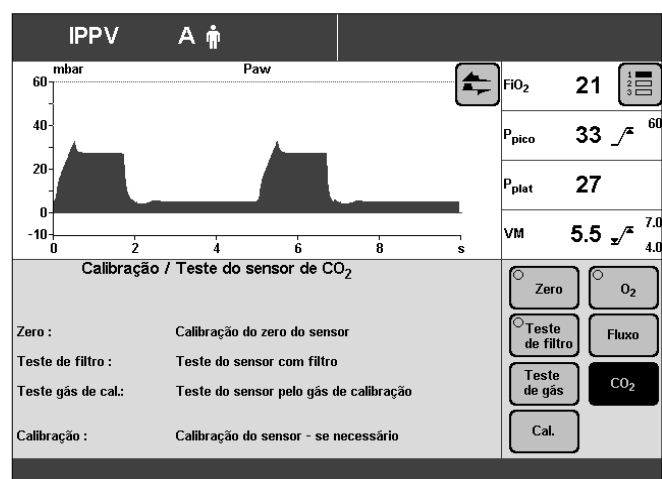 IPPV A
mbar Paw
60
40
20
0
-10
0 2 4 6 8 s
FiO2 21 1 2 3
Ppico 33 60
Pplat 27
VM 5.5 7.0 4.0
Calibração / Teste do sensor de CO2
Zero : Calibração do zero do sensor
Teste de filtro : Teste do sensor com filtro
Teste gás de cal.: Teste do sensor pelo gás de calibração
Calibração : Calibração do sensor - se necessário
Zero
O2
Teste
de filtro
Fluxo
Teste
de gás
CO2
Cal.